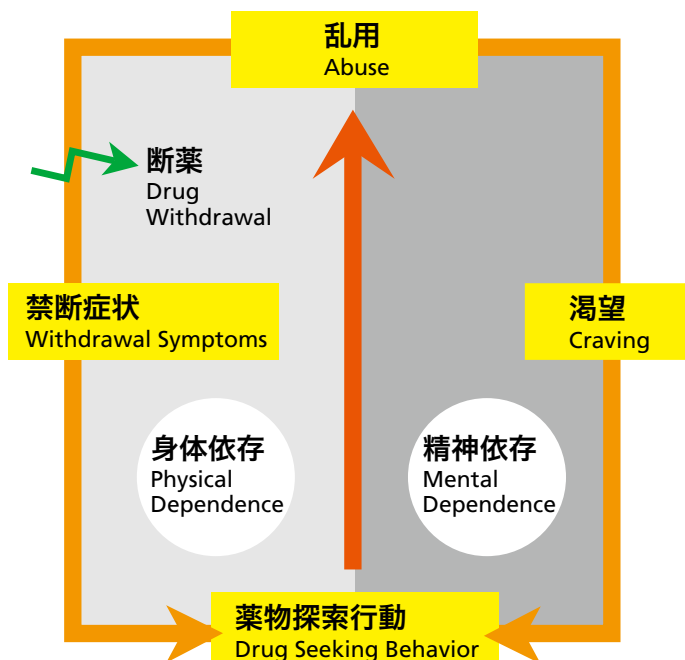 乱用
Abuse
断薬
Drug
Withdrawal
禁断症状
Withdrawal Symptoms
渇望
Craving
身体依存
Physical
Dependence
精神依存
Mental
Dependence
薬物探索行動
Drug Seeking Behavior